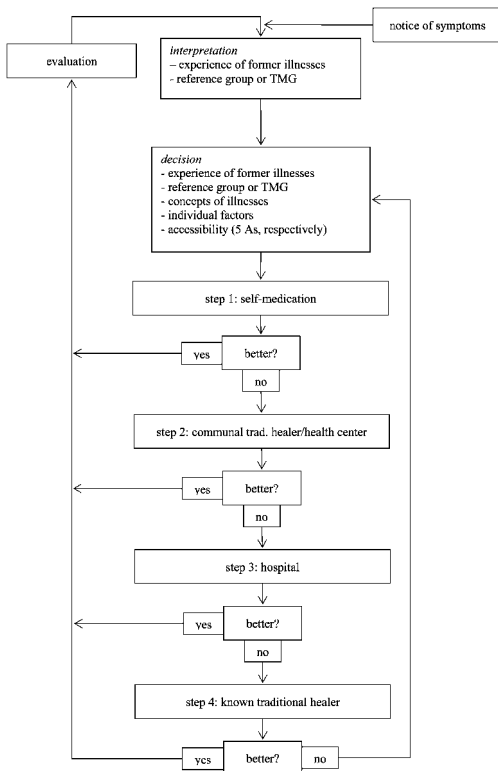 notice of symptoms
evaluation
interpretation
– experience of former illnesses
- reference group or TMG
decision
- experience of former illnesses
- reference group or TMG
- concepts of illnesses
- individual factors
- accessibility (5 As, respectively)
step 1: self-medication
yes
better?
no
step 2: communal trad. healer/health center
yes
better?
no
step 3: hospital
yes
better?
no
step 4: known traditional healer
yes
better?
no